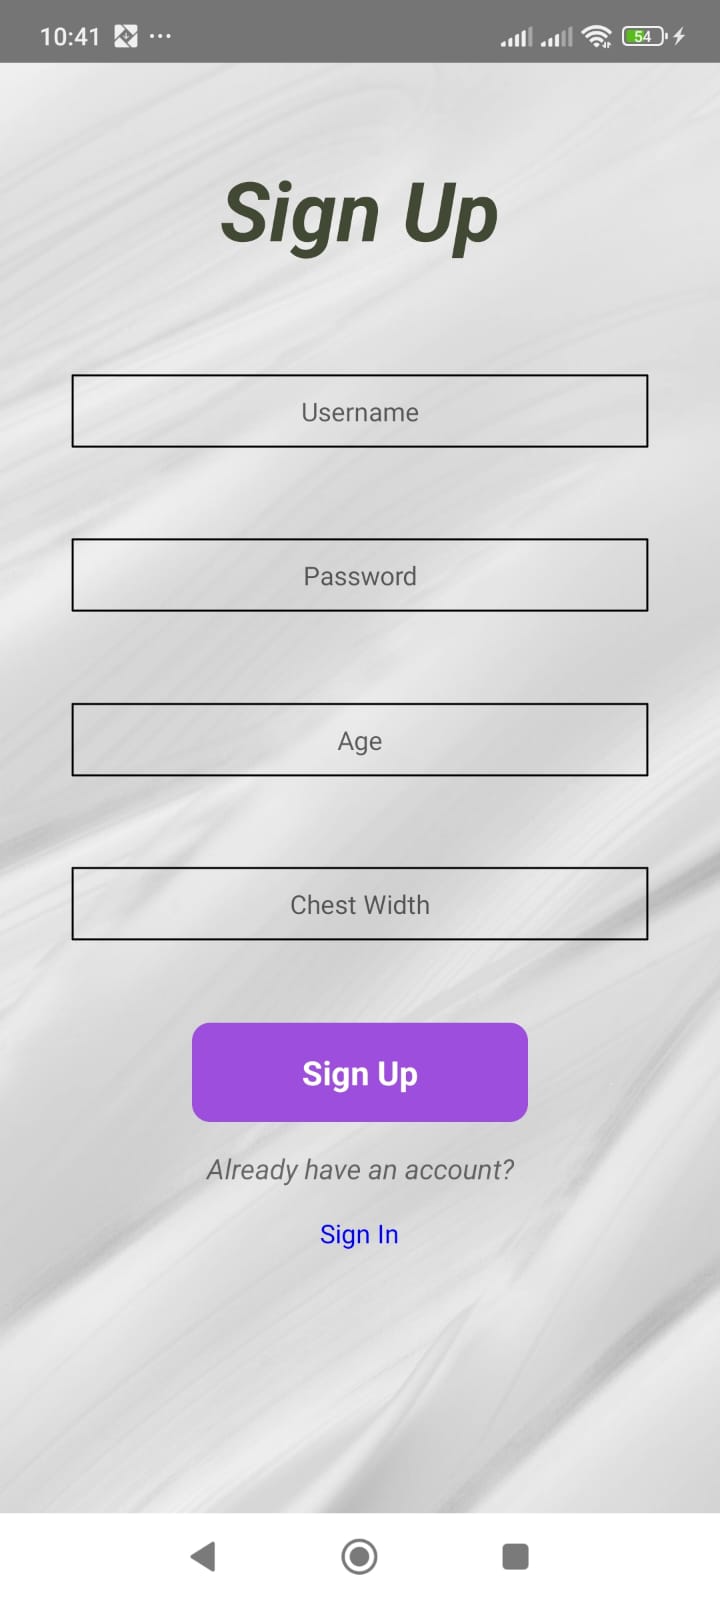 10:41 ... 54
Sign Up
Username
Password
Age
Chest Width
Sign Up
Already have an account?
Sign In